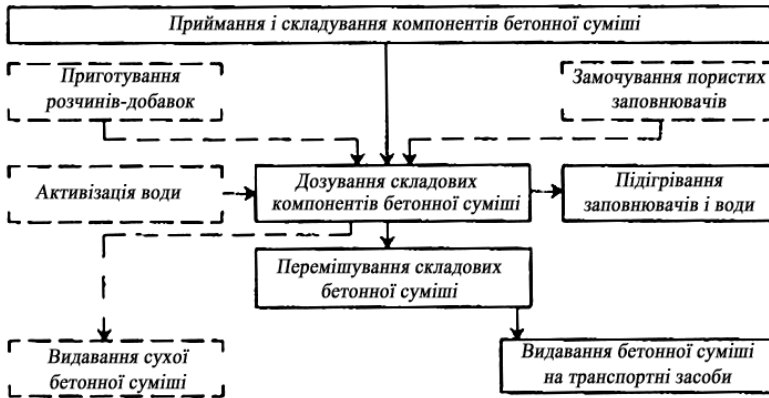 Приймання і складування компонентів бетонної суміші
Приготування
розчинів-добавок
Замочування пористих
заповнювачів
Активізація води
Дозування складових
компонентів бетонної суміші
Підігрівання
заповнювачів і води
Перемішування складових
бетонної суміші
Видавання сухої
бетонної суміші
Видавання бетонної суміші
на транспортні засоби